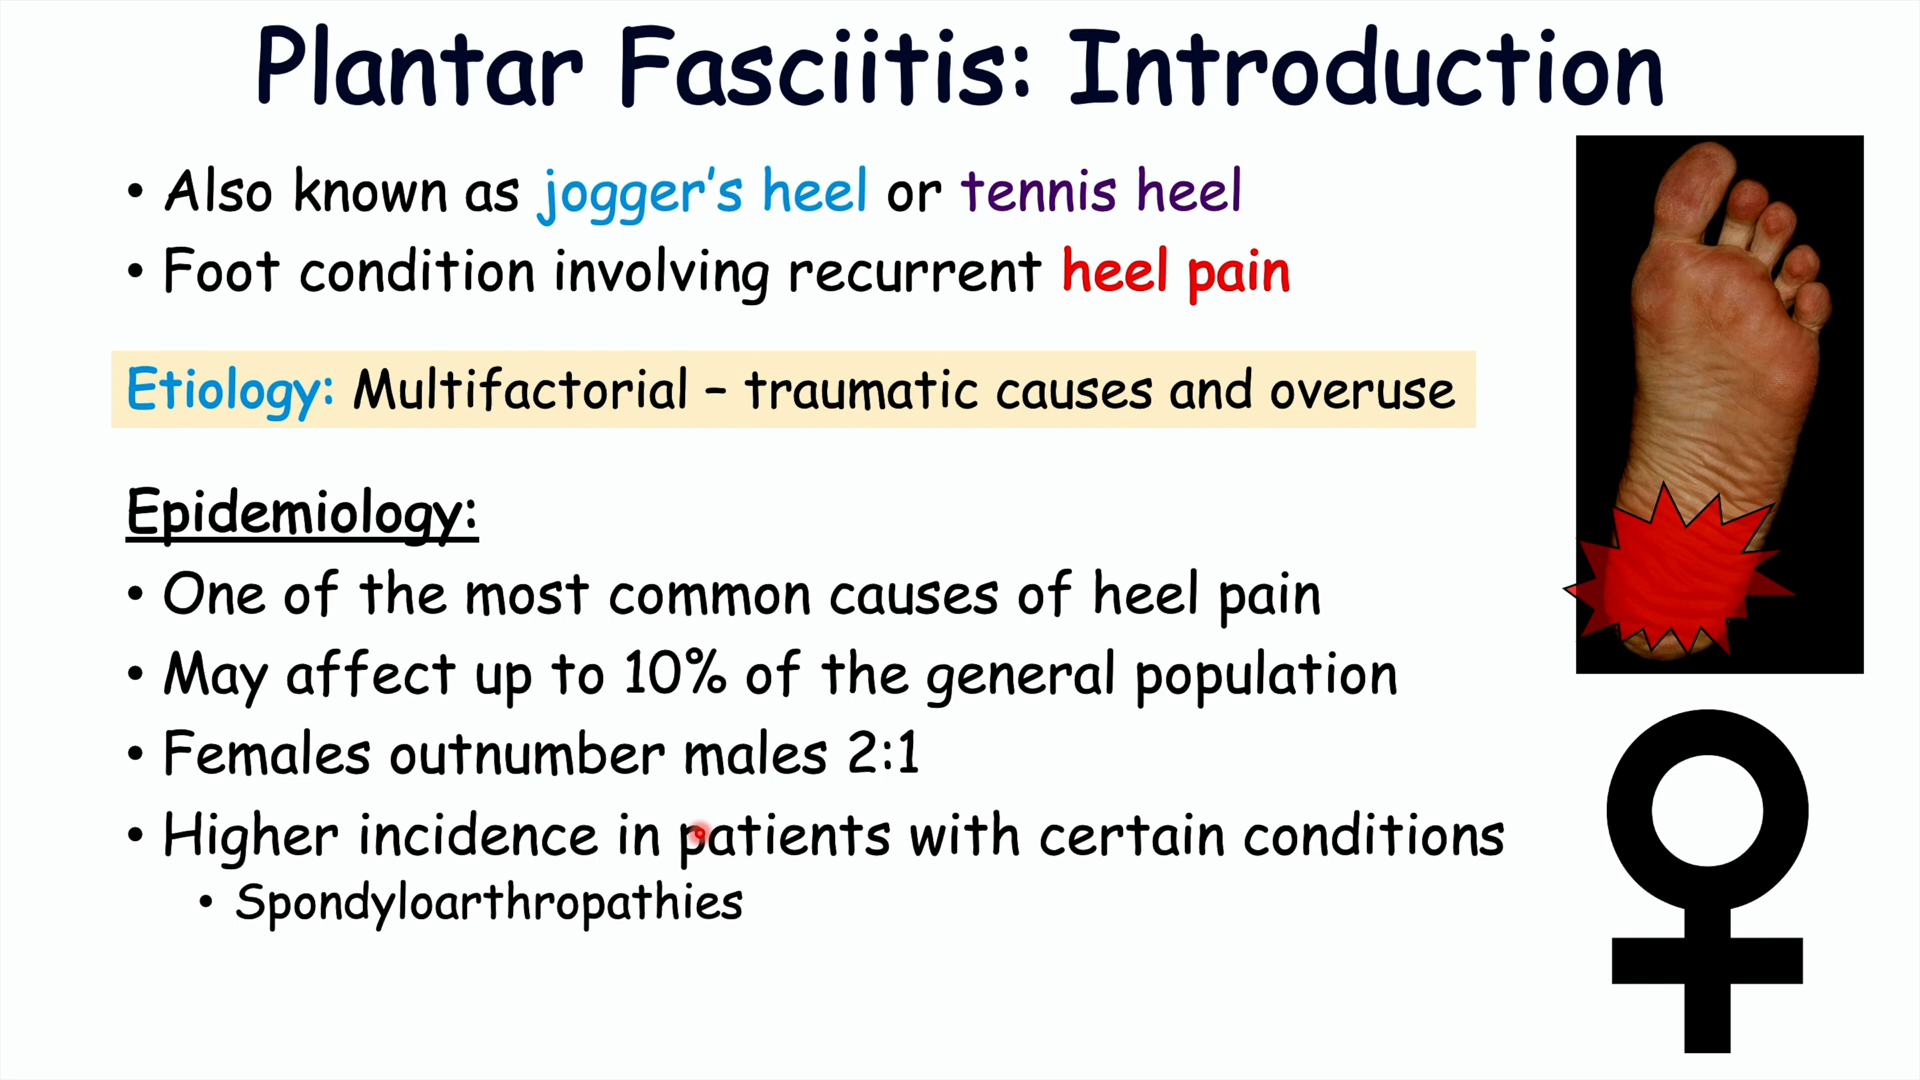 Plantar Fasciitis: Introduction
• Also known as jogger's heel or tennis heel
• Foot condition involving recurrent heel pain
Etiology: Multifactorial – traumatic causes and overuse
Epidemiology:
• One of the most common causes of heel pain
• May affect up to 10% of the general population
• Females outnumber males 2:1
• Higher incidence in patients with certain conditions
• Spondyloarthropathies